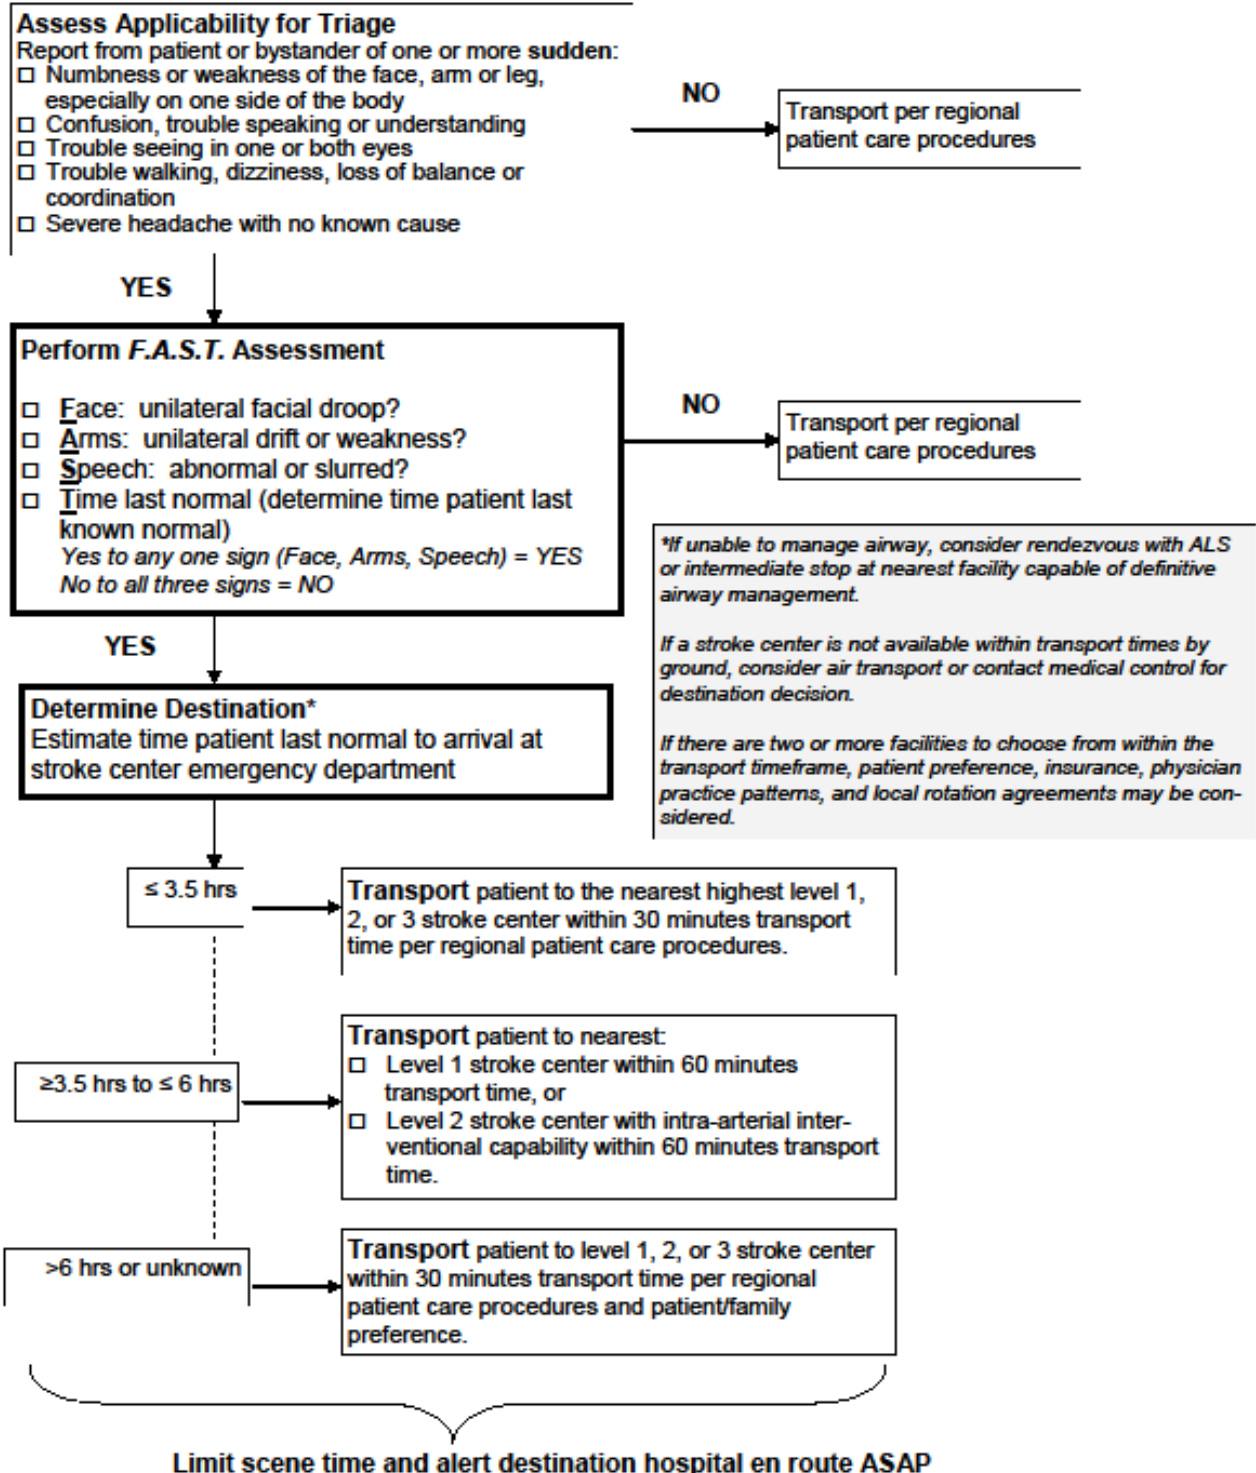 Assess Applicability for Triage
Report from patient or bystander of one or more sudden:
☐ Numbness or weakness of the face, arm or leg,
especially on one side of the body
☐ Confusion, trouble speaking or understanding
☐ Trouble seeing in one or both eyes
☐ Trouble walking, dizziness, loss of balance or
coordination
☐ Severe headache with no known cause
NO
Transport per regional
patient care procedures
YES
Perform F.A.S.T. Assessment
☐ Face: unilateral facial droop?
☐ Arms: unilateral drift or weakness?
☐ Speech: abnormal or slurred?
☐ Time last normal (determine time patient last
known normal)
Yes to any one sign (Face, Arms, Speech) = YES
No to all three signs = NO
NO
Transport per regional
patient care procedures
*If unable to manage airway, consider rendezvous with ALS
or intermediate stop at nearest facility capable of definitive
airway management.
If a stroke center is not available within transport times by
ground, consider air transport or contact medical control for
destination decision.
If there are two or more facilities to choose from within the
transport timeframe, patient preference, insurance, physician
practice patterns, and local rotation agreements may be con-
sidered.
YES
Determine Destination*
Estimate time patient last normal to arrival at
stroke center emergency department
≤ 3.5 hrs
Transport patient to the nearest highest level 1,
2, or 3 stroke center within 30 minutes transport
time per regional patient care procedures.
≥3.5 hrs to ≤ 6 hrs
Transport patient to nearest:
☐ Level 1 stroke center within 60 minutes
transport time, or
☐ Level 2 stroke center with intra-arterial inter-
ventional capability within 60 minutes transport
time.
>6 hrs or unknown
Transport patient to level 1, 2, or 3 stroke center
within 30 minutes transport time per regional
patient care procedures and patient/family
preference.
Limit scene time and alert destination hospital en route ASAP